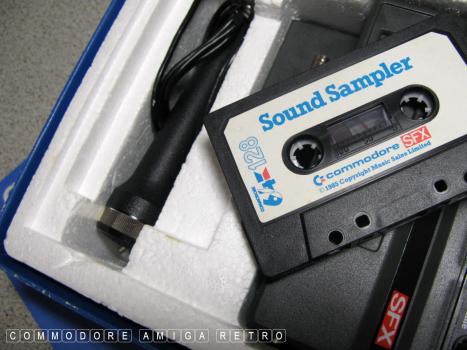 Sound Sampler
64 128
commodore SFX
© 1985 Copyright Music Sales Limited
SFX
COMMODORE AMIGA RETRO